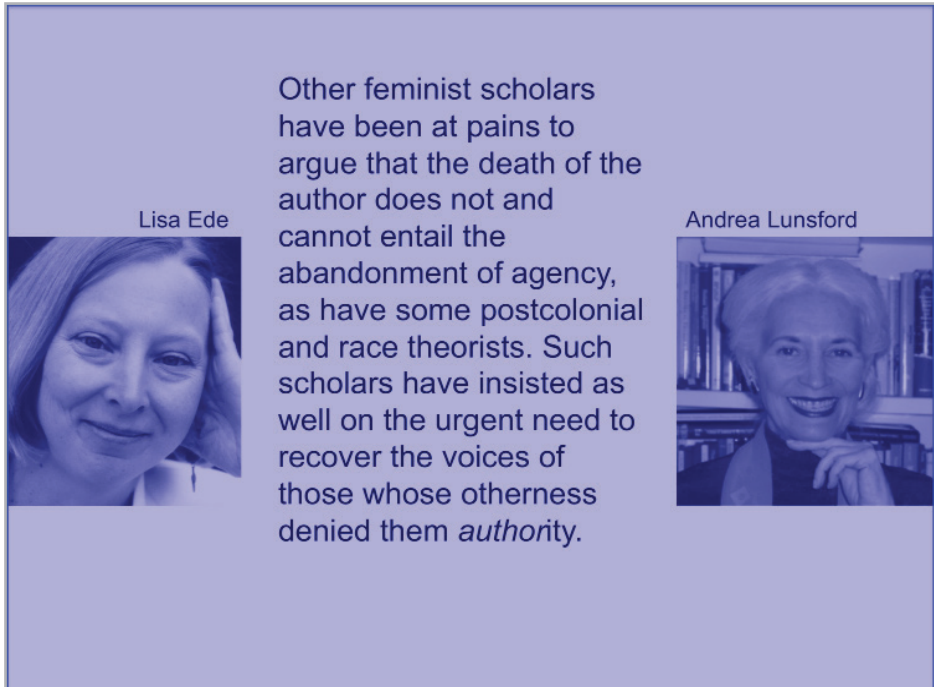 Other feminist scholars
have been at pains to
argue that the death of the
author does not and
cannot entail the
abandonment of agency,
as have some postcolonial
and race theorists. Such
scholars have insisted as
well on the urgent need to
recover the voices of
those whose otherness
denied them authority.
Lisa Ede
Andrea Lunsford